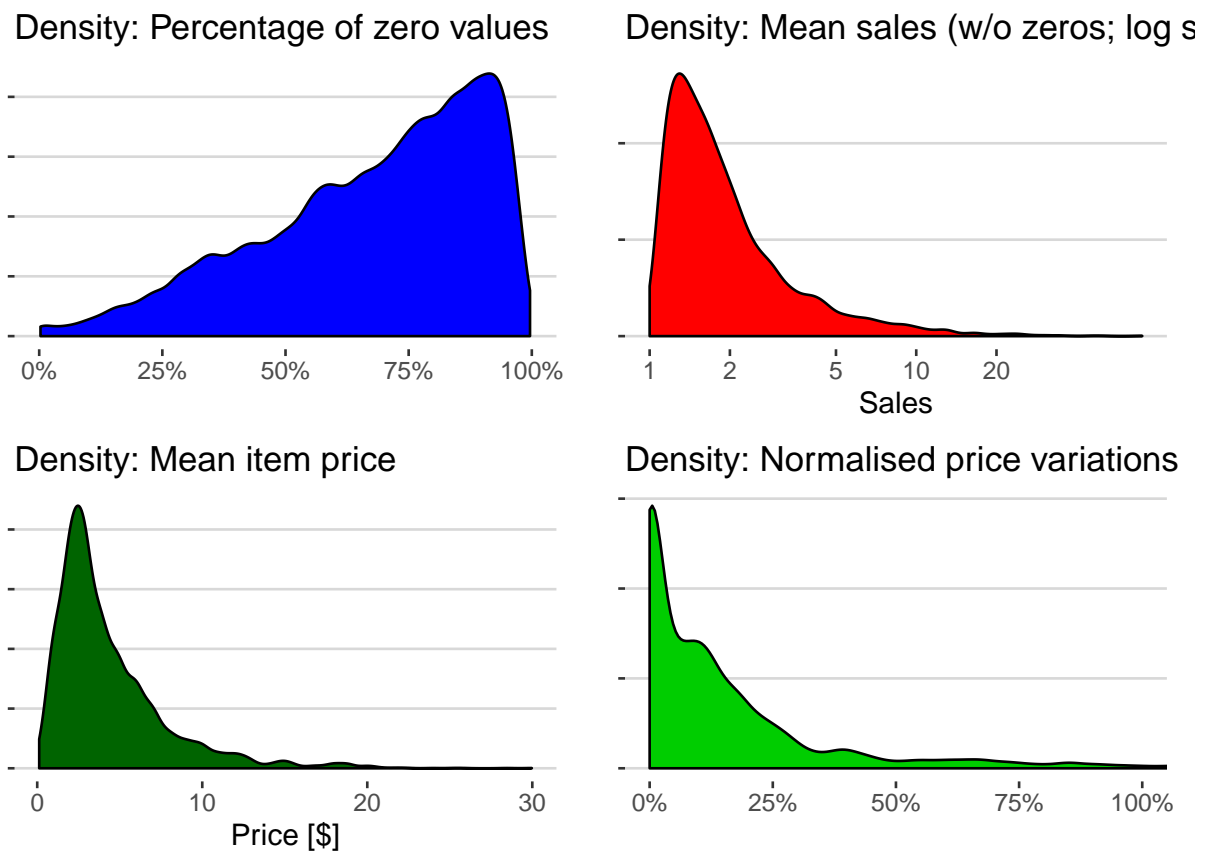 Density: Percentage of zero values
0% 25% 50% 75% 100%
Density: Mean sales (w/o zeros; log s
1 2 5 10 20
Sales
Density: Mean item price
0 10 20 30
Price [$]
Density: Normalised price variations
0% 25% 50% 75% 100%